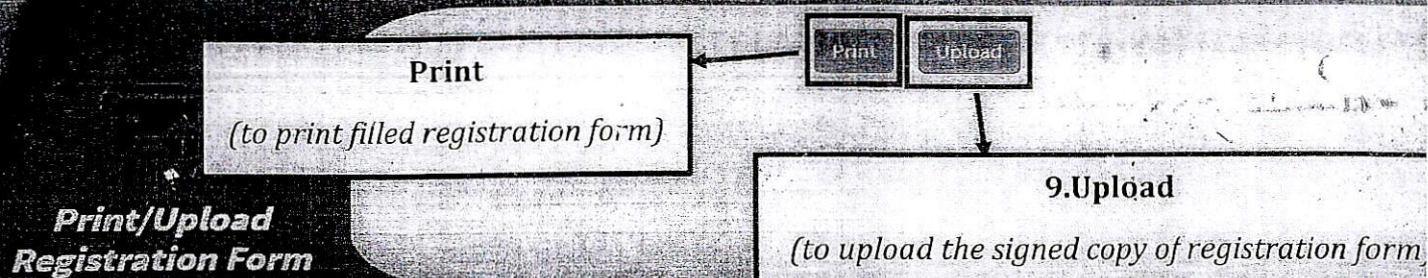 Print Upload
Print
(to print filled registration form)
9.Upload
(to upload the signed copy of registration form
Print/Upload
Registration Form